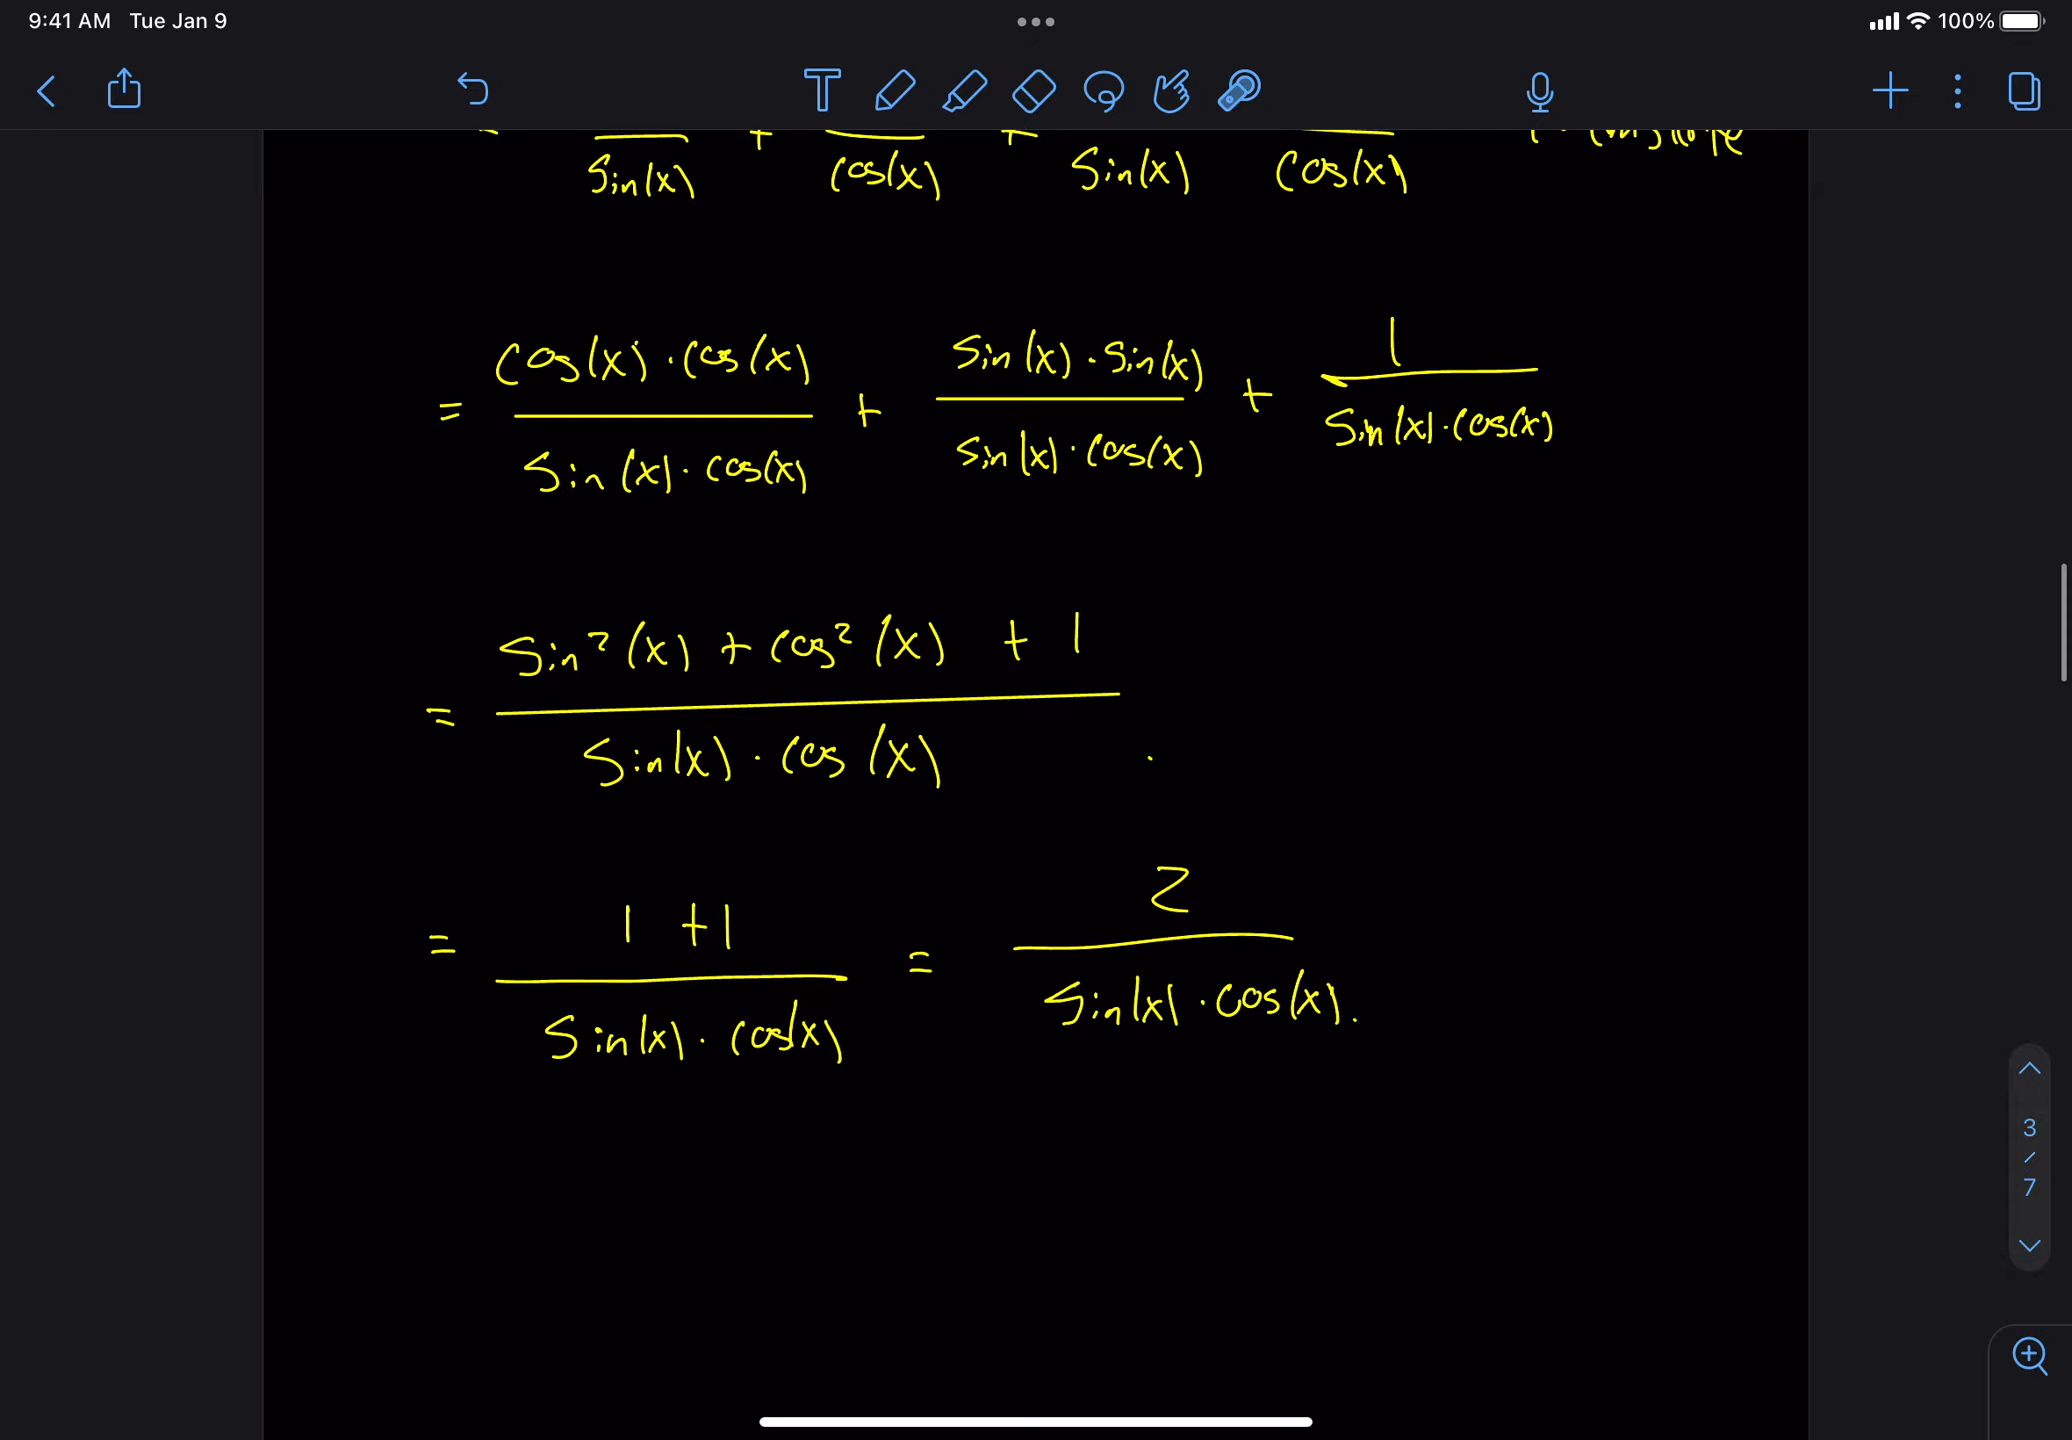 9:41 AM Tue Jan 9
100%
= — + — + — —
sin(x) cos(x) sin(x) cos(x)
= cos(x) · cos(x) / sin(x) · cos(x) + sin(x) · sin(x) / sin(x) · cos(x) + 1 / sin(x) · cos(x)
= sin²(x) + cos²(x) + 1 / sin(x) · cos(x) .
= 1 + 1 / sin(x) · cos(x) = 2 / sin(x) · cos(x).
3
/
7